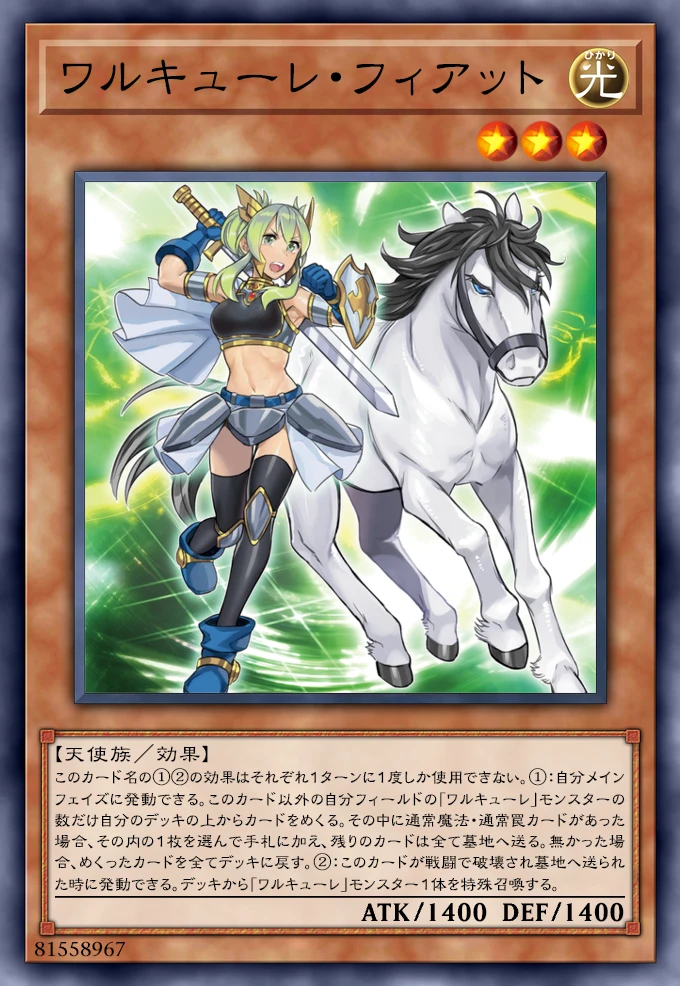 ワルキューレ・フィアット
ひかり
光
【天使族／効果】
このカード名の①②の効果はそれぞれ1ターンに1度しか使用できない。①：自分メイン
フェイズに発動できる。このカード以外の自分フィールドの「ワルキューレ」モンスターの
数だけ自分のデッキの上からカードをめくる。その中に通常魔法・通常罠カードがあった
場合、その内の1枚を選んで手札に加え、残りのカードは全て墓地へ送る。無かった場
合、めくったカードを全てデッキに戻す。②：このカードが戦闘で破壊され墓地へ送られ
た時に発動できる。デッキから「ワルキューレ」モンスター1体を特殊召喚する。
ATK/1400 DEF/1400
81558967